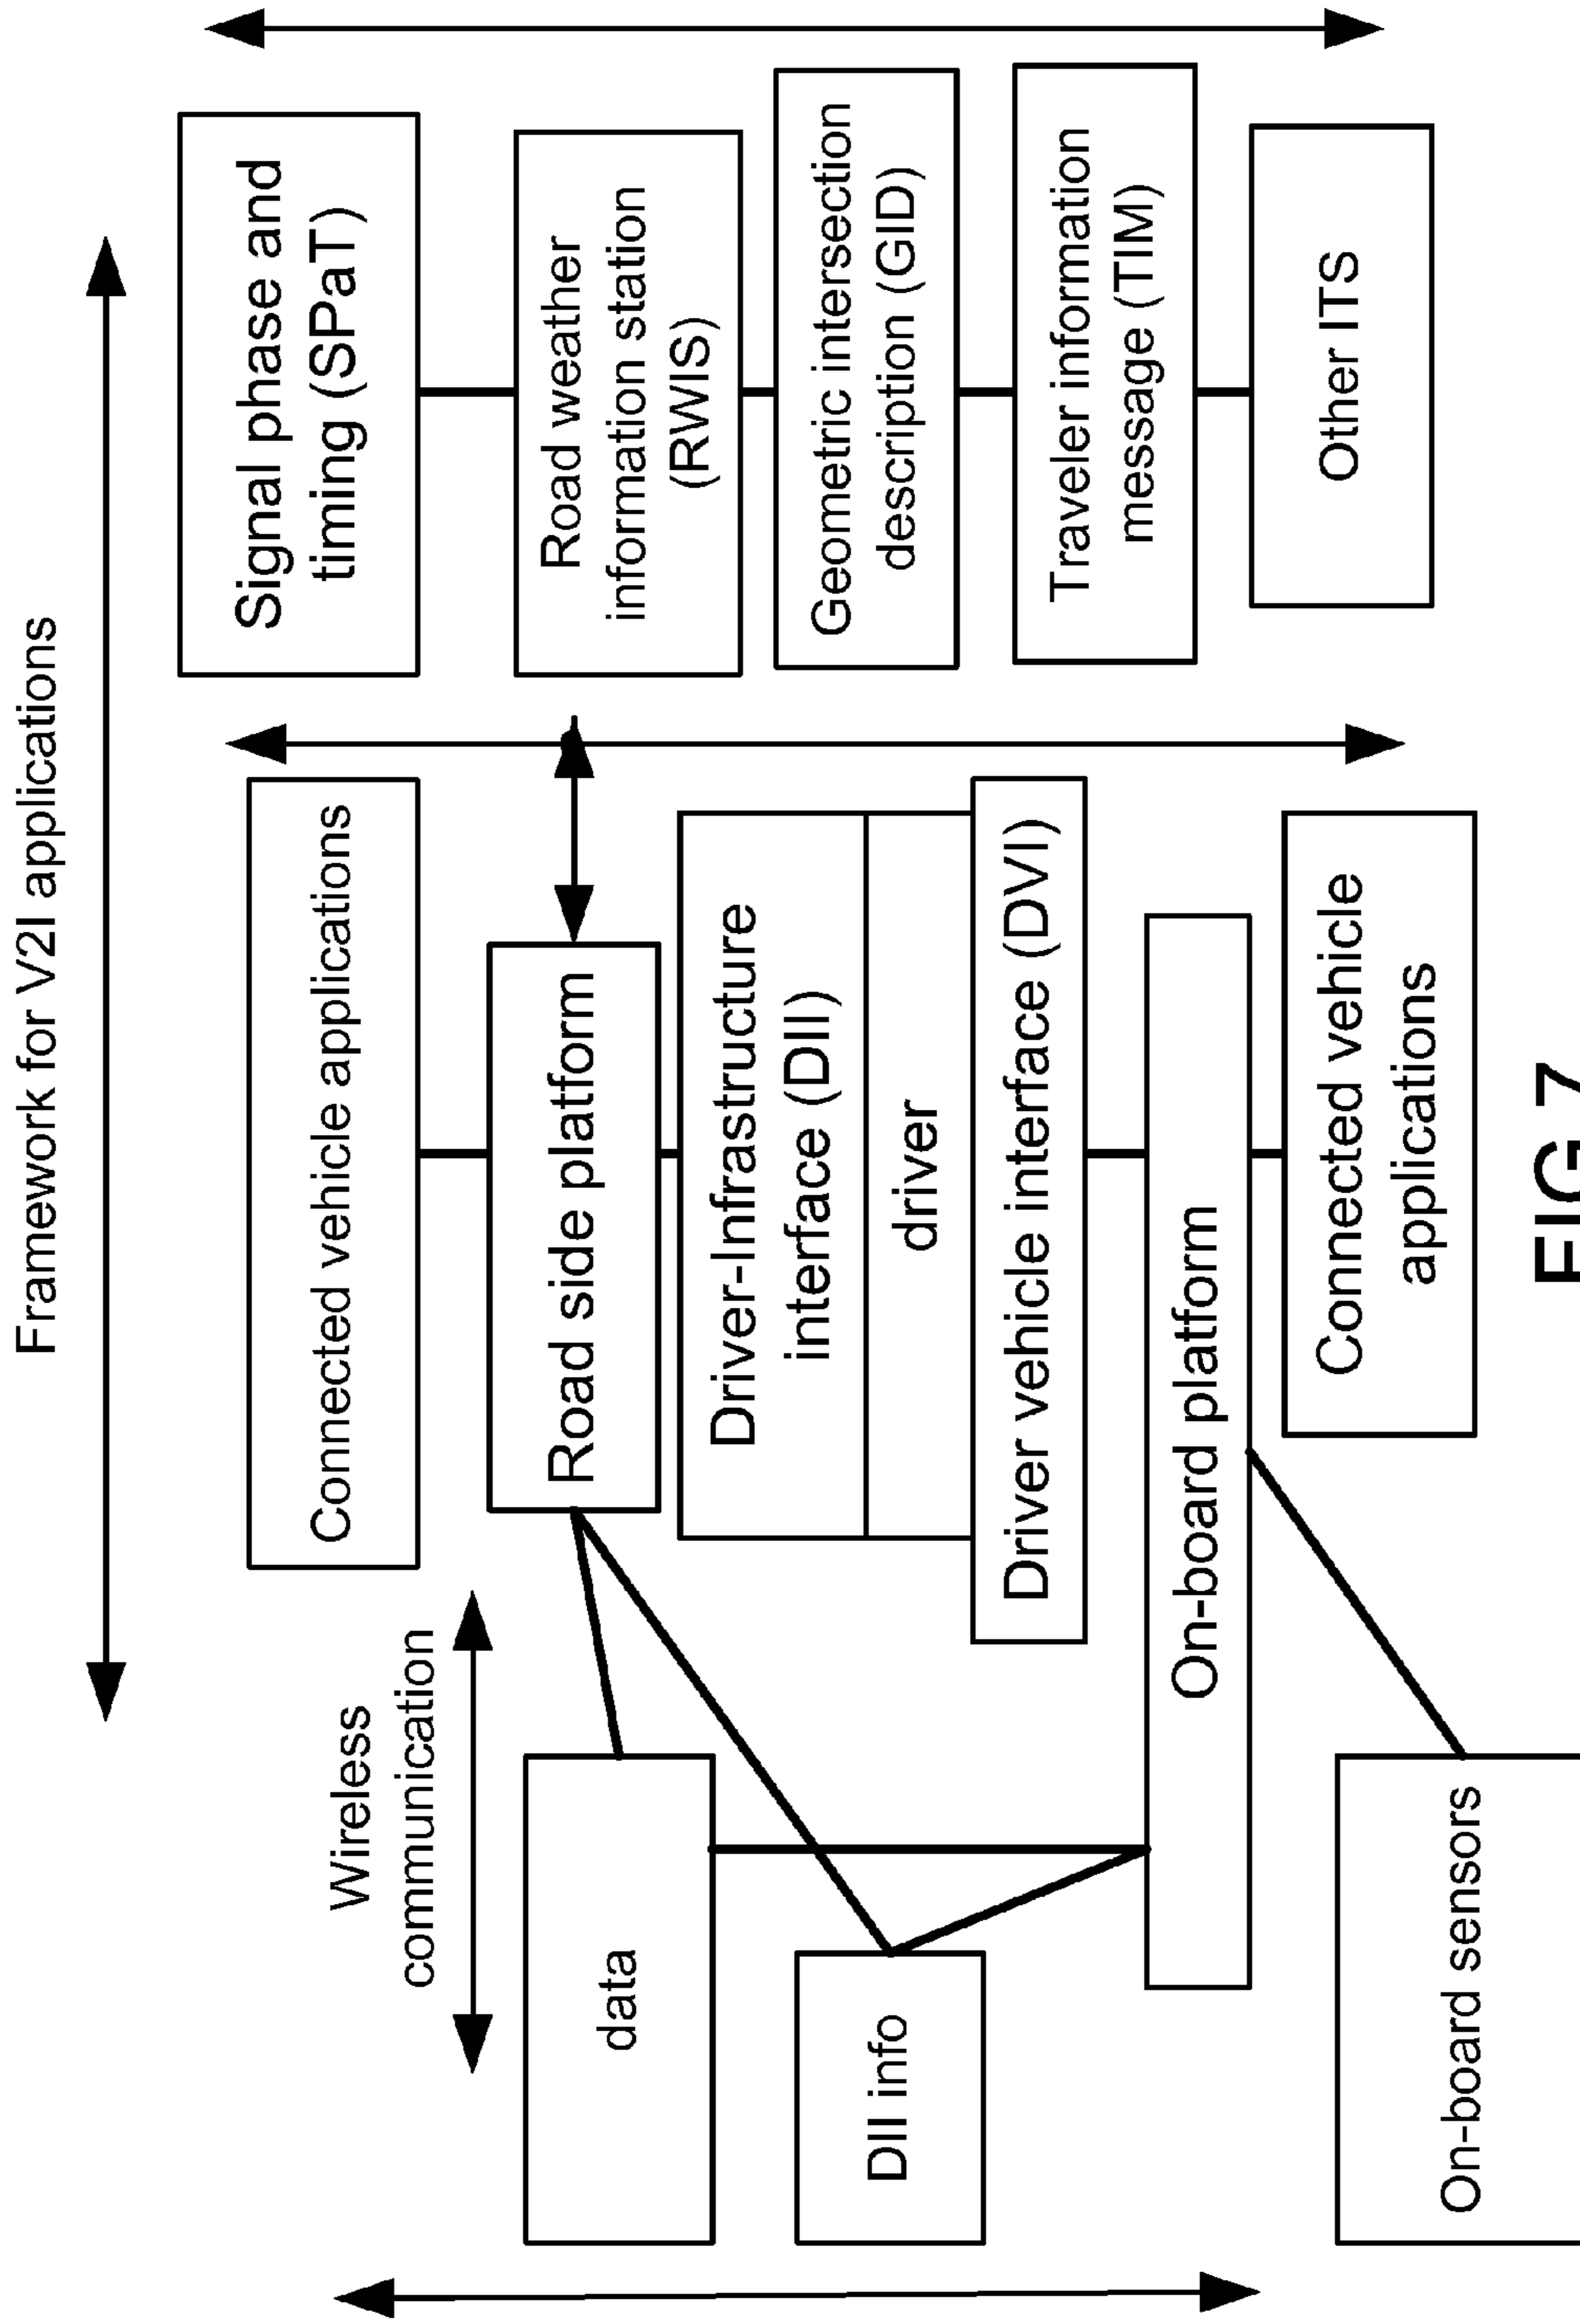 Framework for V2I applications
Wireless
communication
data
DII info
On-board sensors
Connected vehicle applications
Road side platform
Driver-Infrastructure
interface (DII)
driver
Driver vehicle interface (DVI)
On-board platform
Connected vehicle
applications
Signal phase and
timing (SPaT)
Road weather
information station
(RWIS)
Geometric intersection
description (GID)
Traveler information
message (TIM)
Other ITS
FIG 7